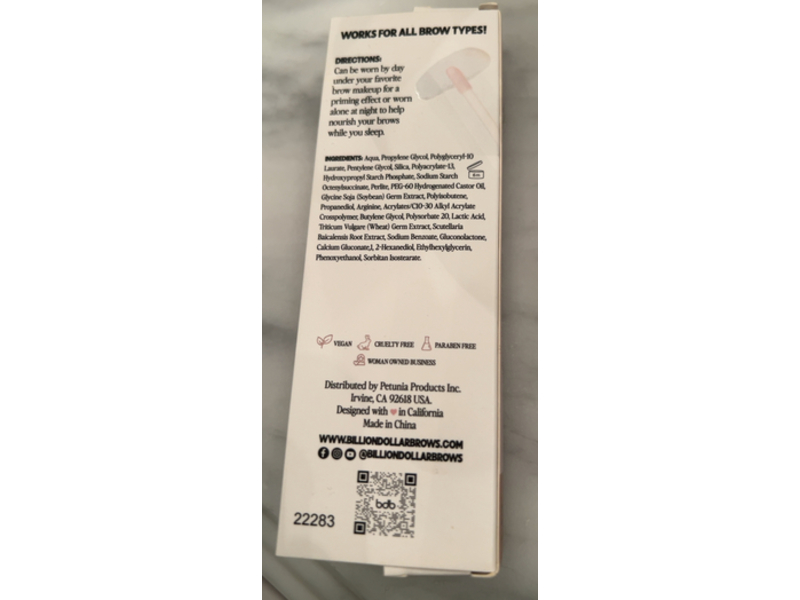 WORKS FOR ALL BROW TYPES!
DIRECTIONS:
Can be worn by day
under your favorite
brow makeup for a
priming effect or worn
alone at night to help
nourish your brows
while you sleep.
INGREDIENTS: Aqua, Propylene Glycol, Polyglyceryl-10
Laurate, Pentylene Glycol, Silica, Polyacrylate-13,
Hydroxypropyl Starch Phosphate, Sodium Starch
Octenylsuccinate, Perlite, PEG-60 Hydrogenated Castor Oil,
Glycine Soja (Soybean) Germ Extract, Polyisobutene,
Propanediol, Arginine, Acrylates/C10-30 Alkyl Acrylate
Crosspolymer, Butylene Glycol, Polysorbate 20, Lactic Acid,
Triticum Vulgare (Wheat) Germ Extract, Scutellaria
Baicalensis Root Extract, Sodium Benzoate, Gluconolactone,
Calcium Gluconate,1, 2-Hexanediol, Ethylhexylglycerin,
Phenoxyethanol, Sorbitan Isostearate.
VEGAN CRUELTY FREE PARABEN FREE
WOMAN OWNED BUSINESS
Distributed by Petunia Products Inc.
Irvine, CA 92618 USA.
Designed with ♥ in California
Made in China
WWW.BILLIONDOLLARBROWS.COM
@BILLIONDOLLARBROWS
bdb
22283